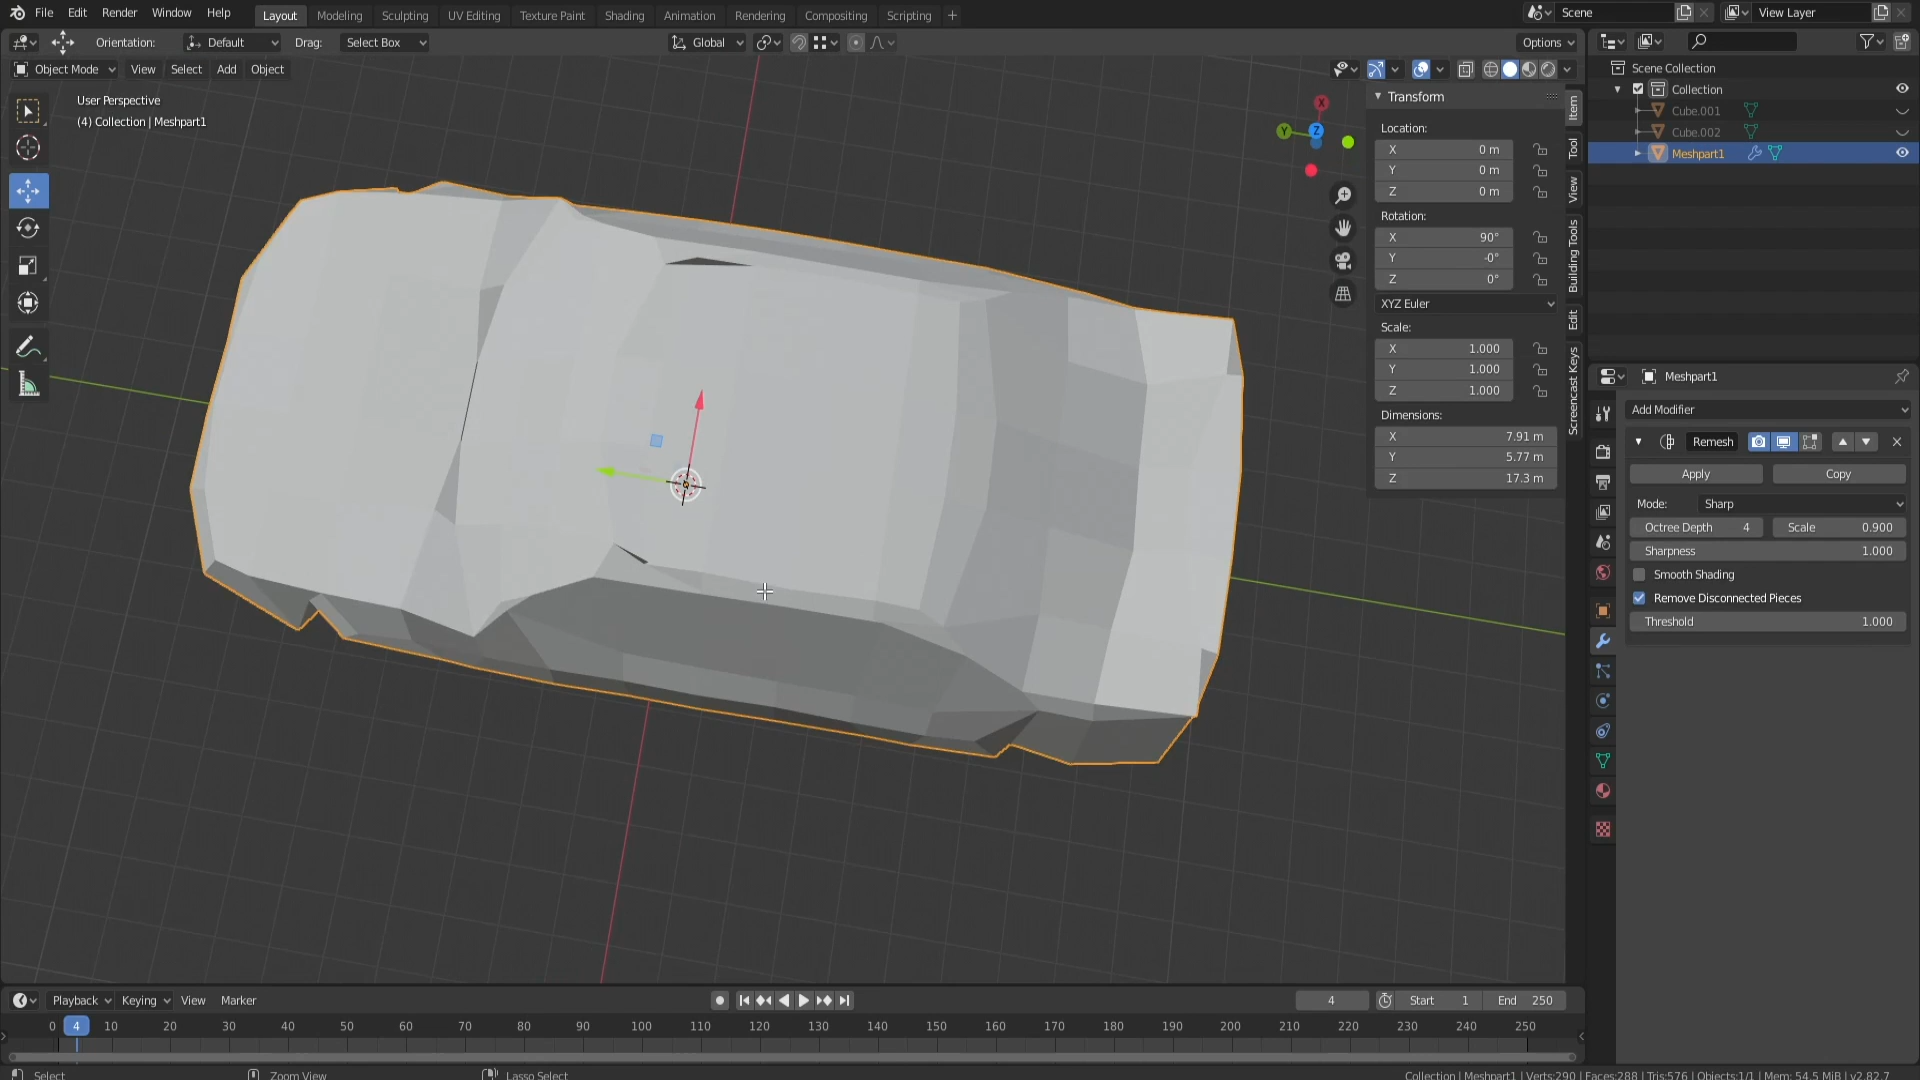 File Edit Render Window Help Layout Modeling Sculpting UV Editing Texture Paint Shading Animation Rendering Compositing Scripting + Scene View Layer
Orientation: Default Drag: Select Box Global Options
Object Mode View Select Add Object
User Perspective
(4) Collection | Meshpart1
Transform
Location:
X 0 m
Y 0 m
Z 0 m
Rotation:
X 90°
Y -0°
Z 0°
XYZ Euler
Scale:
X 1.000
Y 1.000
Z 1.000
Dimensions:
X 7.91 m
Y 5.77 m
Z 17.3 m
Item
Tool
View
Building Tools
Edit
Screencast Keys
X
Y
Z
Scene Collection
Collection
Cube.001
Cube.002
Meshpart1
Meshpart1
Add Modifier
Remesh
Apply Copy
Mode: Sharp
Octree Depth 4 Scale 0.900
Sharpness 1.000
Smooth Shading
Remove Disconnected Pieces
Threshold 1.000
Playback Keying View Marker 4 Start 1 End 250
0 4 10 20 30 40 50 60 70 80 90 100 110 120 130 140 150 160 170 180 190 200 210 220 230 240 250
Select Zoom View Lasso Select Collection | Meshpart1 | Verts:290 | Faces:288 | Tris:576 | Objects:1/1 | Mem: 54.5 MiB | v2.82.7